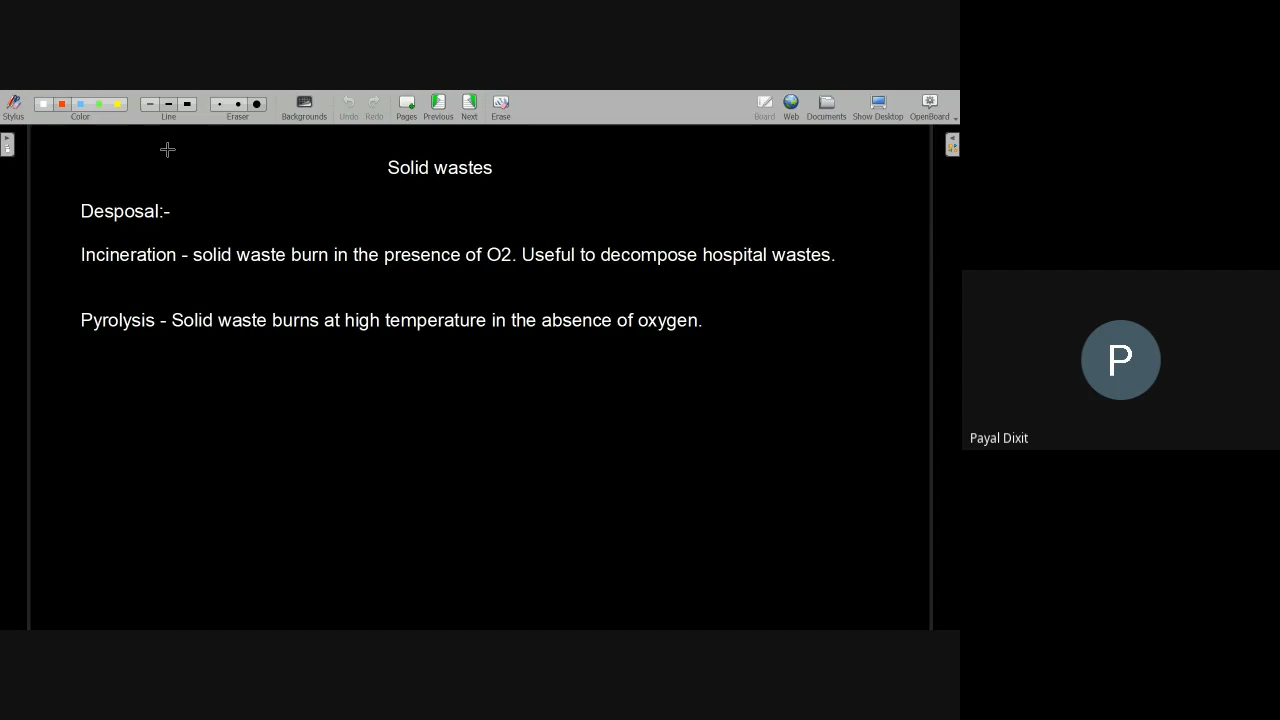 Stylus
Color
Line
Eraser
Backgrounds
Undo
Redo
Pages
Previous
Next
Erase
Board
Web
Documents
Show Desktop
OpenBoard
Solid wastes
Desposal:-
Incineration - solid waste burn in the presence of O2. Useful to decompose hospital wastes.
Pyrolysis - Solid waste burns at high temperature in the absence of oxygen.
P
Payal Dixit